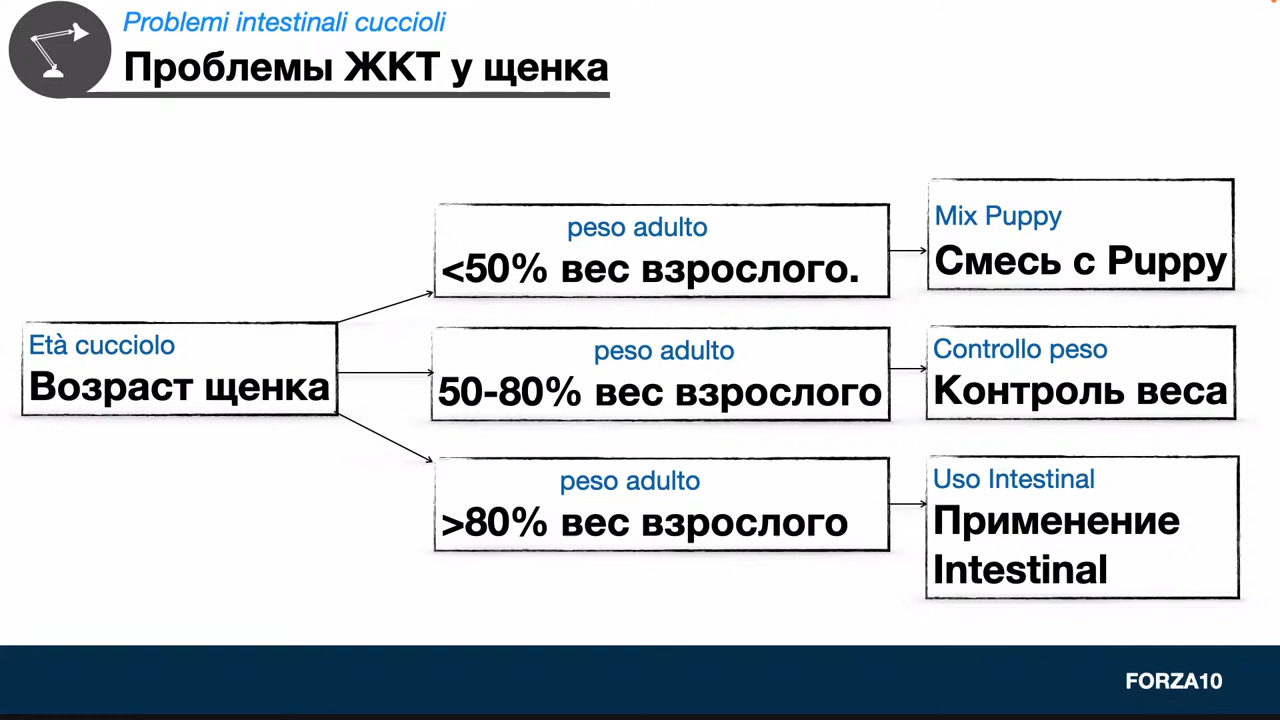 Problemi intestinali cuccioli
Проблемы ЖКТ у щенка
Età cucciolo
Возраст щенка
peso adulto
<50% вес взрослого.
Mix Puppy
Смесь с Puppy
peso adulto
50-80% вес взрослого
Controllo peso
Контроль веса
peso adulto
>80% вес взрослого
Uso Intestinal
Применение
Intestinal
FORZA10